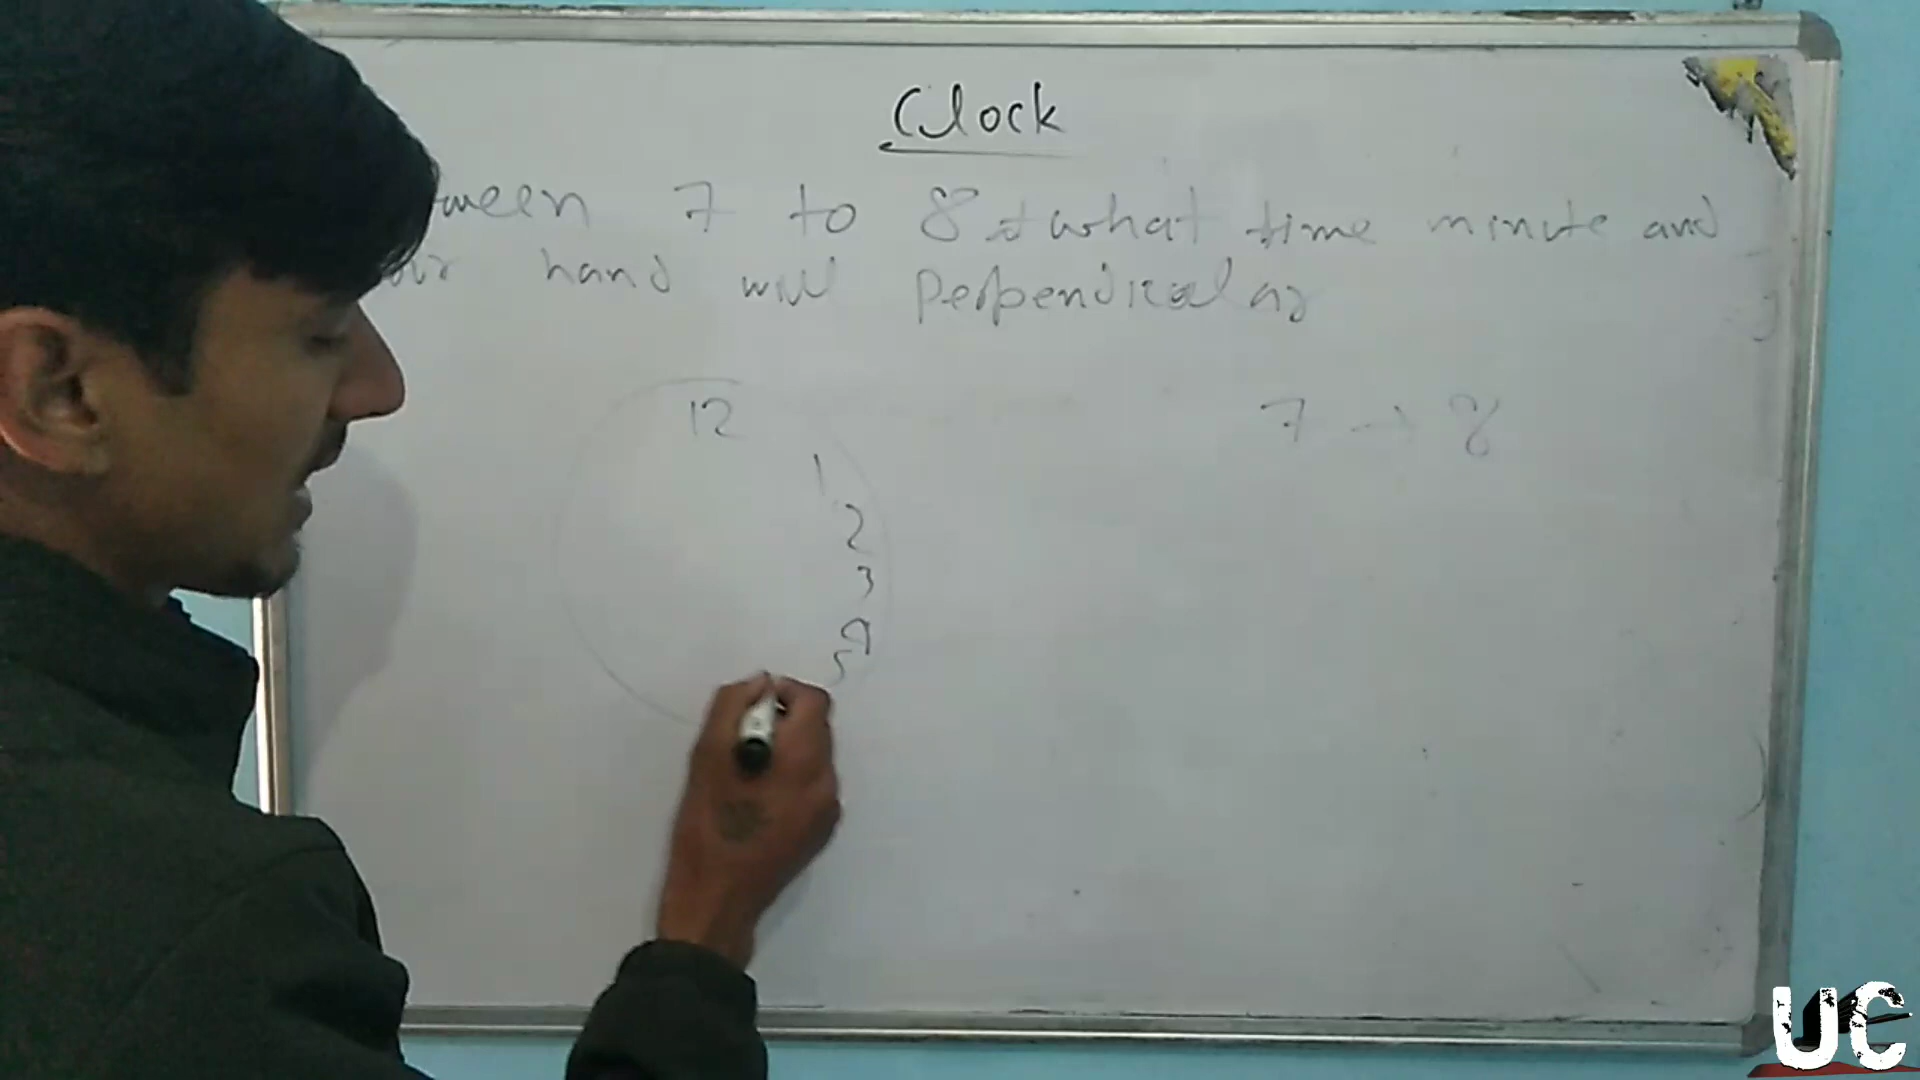 Clock
ween 7 to 8 at what time minute and
hand will perpendicular
12
7 → 8
1
2
3
4
5
UC